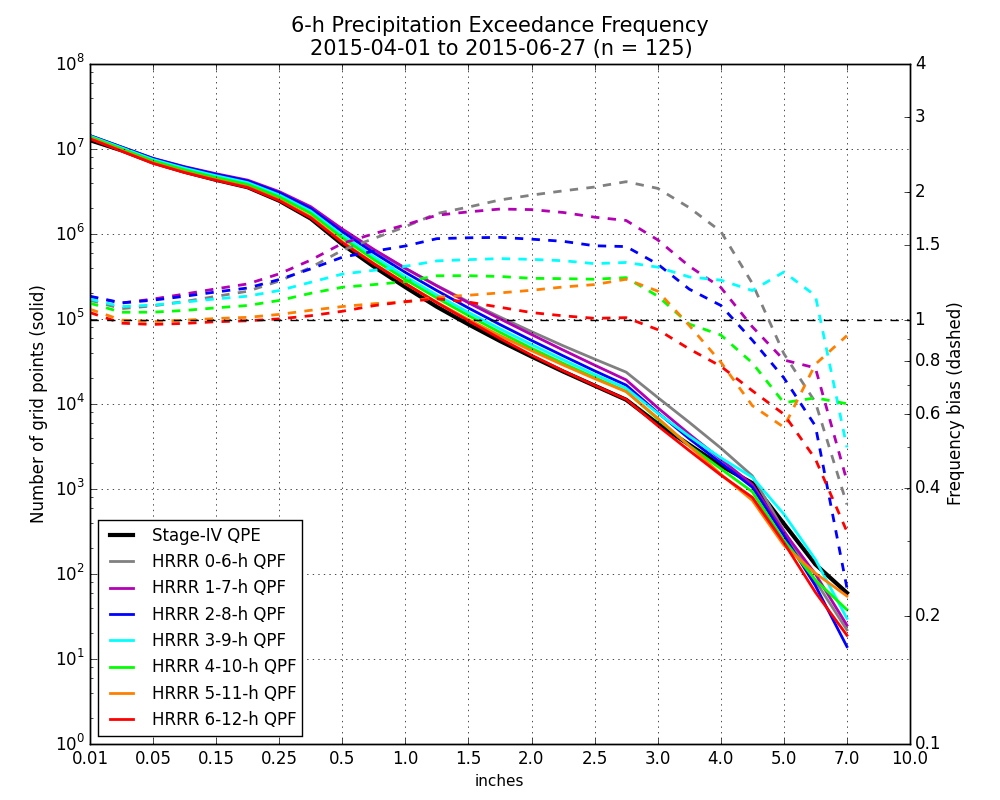 6-h Precipitation Exceedance Frequency
2015-04-01 to 2015-06-27 (n = 125)
Number of grid points (solid)
10^8
10^7
10^6
10^5
10^4
10^3
10^2
10^1
10^0
4
3
2
1.5
1
0.8
0.6
0.4
0.2
0.1
Frequency bias (dashed)
Stage-IV QPE
HRRR 0-6-h QPF
HRRR 1-7-h QPF
HRRR 2-8-h QPF
HRRR 3-9-h QPF
HRRR 4-10-h QPF
HRRR 5-11-h QPF
HRRR 6-12-h QPF
0.01 0.05 0.15 0.25 0.5 1.0 1.5 2.0 2.5 3.0 4.0 5.0 7.0 10.0
inches